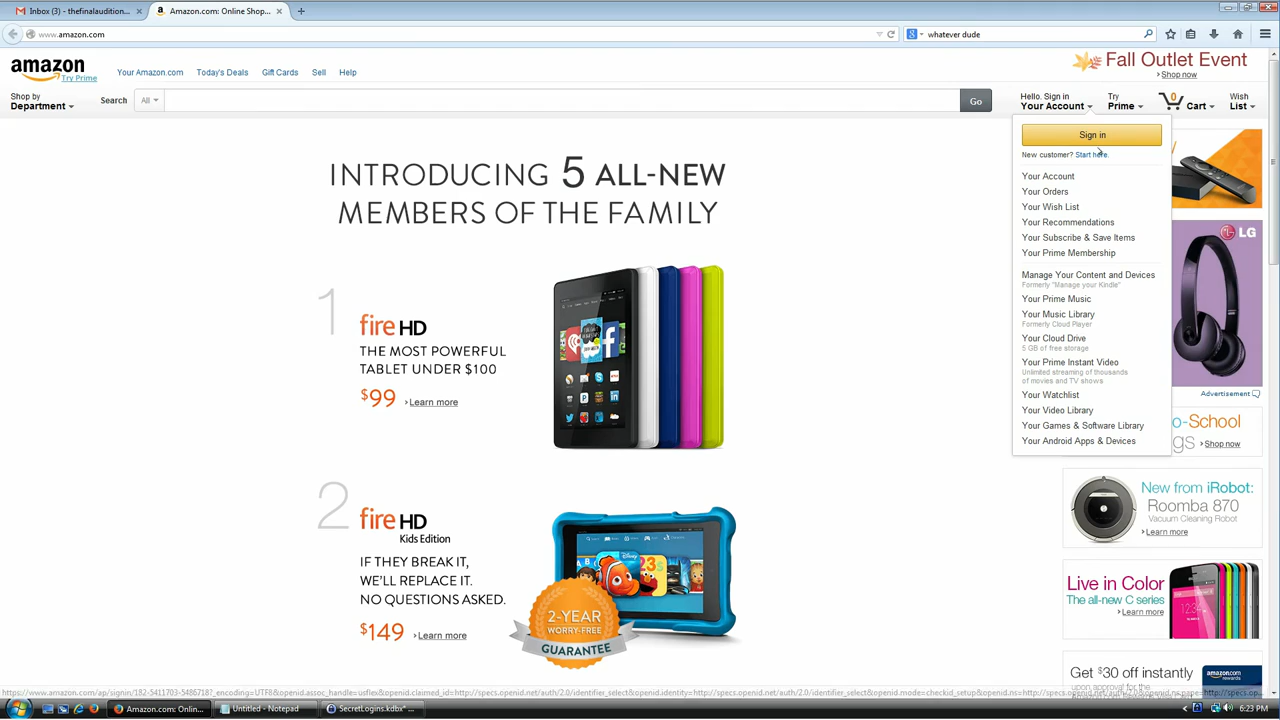 Inbox (3) - thefinalaudition...
Amazon.com: Online Shop...
www.amazon.com
whatever dude
amazon
Try Prime
Your Amazon.com
Today's Deals
Gift Cards
Sell
Help
Fall Outlet Event
Shop now
Shop by
Department
Search
All
Go
Hello. Sign in
Your Account
Try
Prime
0
Cart
Wish
List
Sign in
New customer? Start here.
Your Account
Your Orders
Your Wish List
Your Recommendations
Your Subscribe & Save Items
Your Prime Membership
Manage Your Content and Devices
Formerly "Manage your Kindle"
Your Prime Music
Your Music Library
Formerly Cloud Player
Your Cloud Drive
5 GB of free storage
Your Prime Instant Video
Unlimited streaming of thousands
of movies and TV shows
Your Watchlist
Your Video Library
Your Games & Software Library
Your Android Apps & Devices
INTRODUCING 5 ALL-NEW
MEMBERS OF THE FAMILY
1
fire HD
THE MOST POWERFUL
TABLET UNDER $100
$99
Learn more
2
fire HD
Kids Edition
IF THEY BREAK IT,
WE'LL REPLACE IT.
NO QUESTIONS ASKED.
$149
Learn more
Disney
2-YEAR
WORRY-FREE
GUARANTEE
LG
Advertisement
o-School
gs
Shop now
New from iRobot:
Roomba 870
Vacuum Cleaning Robot
Learn more
Live in Color
The all-new C series
Learn more
Get $30 off instantly
amazon.com
Amazon.com: Onlin...
Untitled - Notepad
SecretLogins.kdbx* ...
6:23 PM